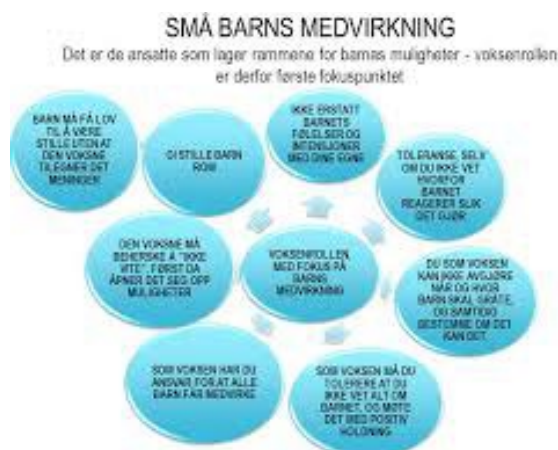 SMÅ BARNS MEDVIRKNING
Det er de ansatte som lager rammene for barnas muligheter - voksenrollen
er derfor første fokuspunktet
BARN MÅ FÅ LOV
TIL Å VÆRE
STILLE UTEN AT
DEN VOKSNE
TILEGNER DET
MENINGER
GI STILLE BARN
ROM
IKKE ERSTATT
BARNETS
FØLELSER OG
INTENSJONER
MED DINE EGNE
TOLERANSE, SELV
OM DU IKKE VET
HVORFOR
BARNET
REAGERER SLIK
DET GJØR
DEN VOKSNE MÅ
BEHERSKE Å "IKKE
VITE". FØRST DA
ÅPNER DET SEG OPP
MULIGHETER
VOKSENROLLEN,
MED FOKUS PÅ
BARNS
MEDVIRKNING
DU SOM VOKSEN
KAN IKKE AVGJØRE
NÅR OG HVOR
BARN SKAL GRÅTE,
OG SAMTIDIG
BESTEMME OM DET
KAN DET.
SOM VOKSEN HAR DU
ANSVAR FOR AT ALLE
BARN FÅR MEDVIRKE
SOM VOKSEN MÅ DU
TOLERERE AT DU
IKKE VET ALT OM
BARNET, OG MØTE
DET MED POSITIV
HOLDNING